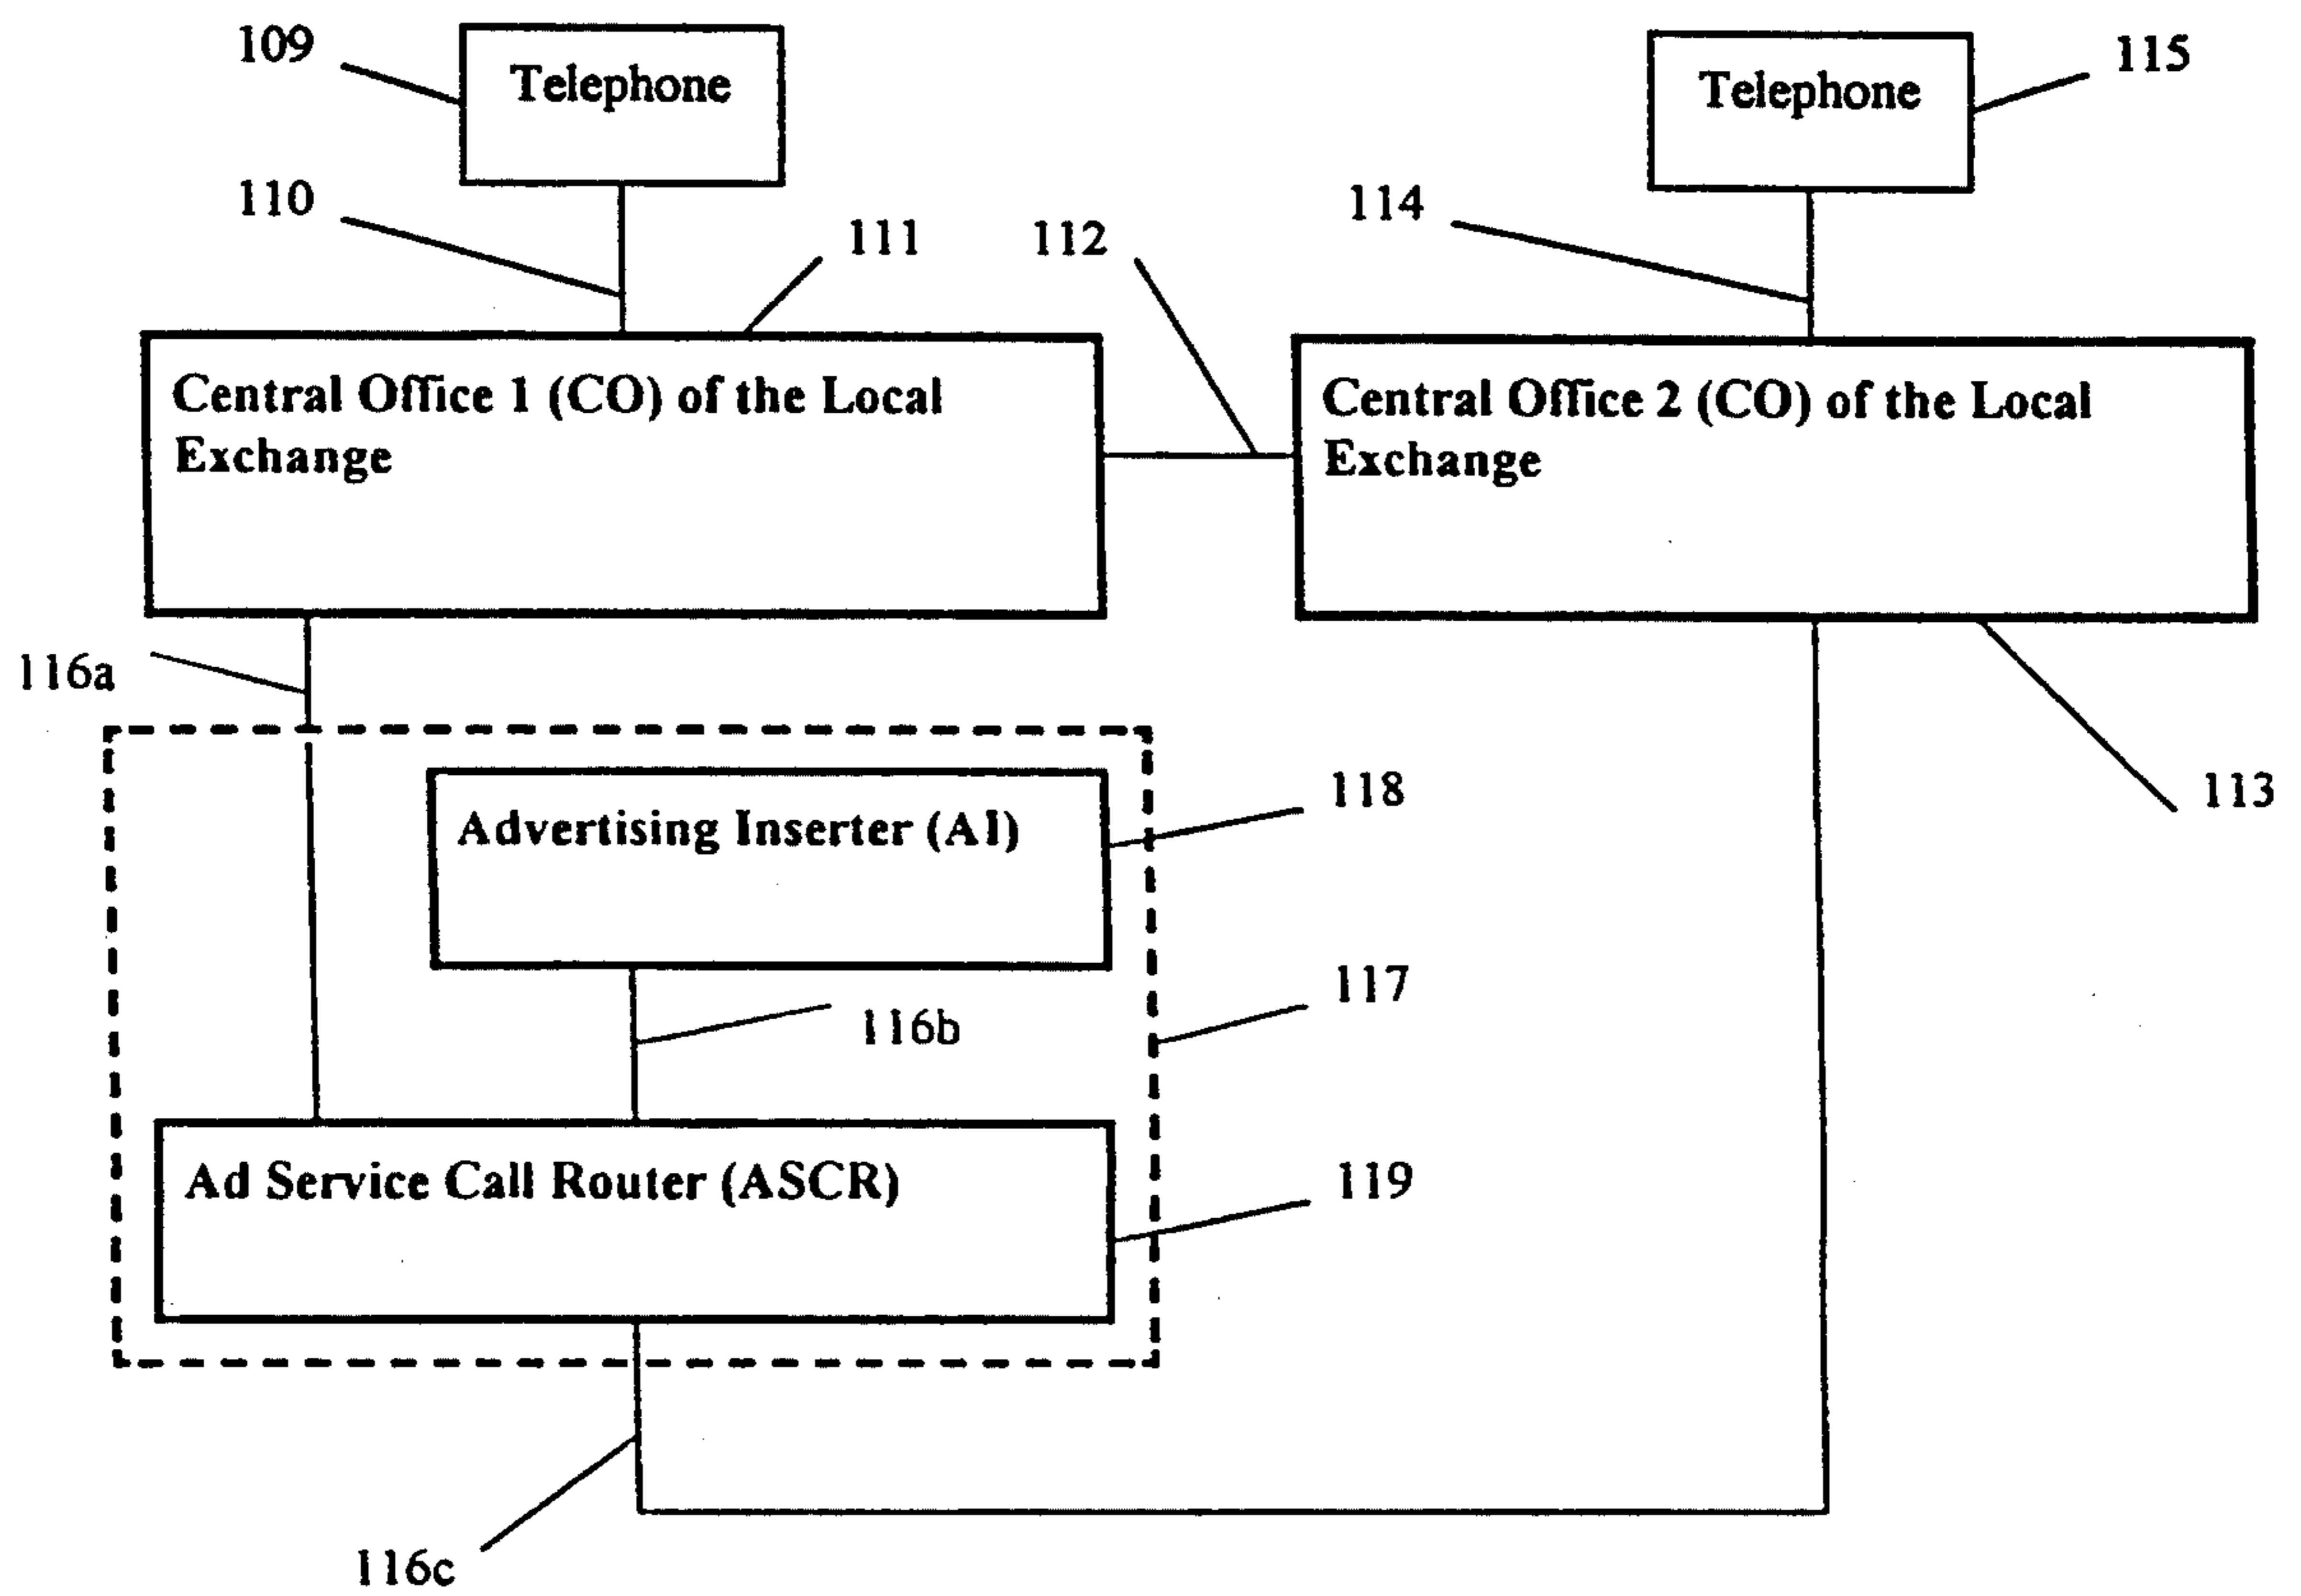 109
Telephone
Telephone
115
110
111
112
114
Central Office 1 (CO) of the Local
Exchange
Central Office 2 (CO) of the Local
Exchange
116a
Advertising Inserter (AI)
118
113
116b
117
Ad Service Call Router (ASCR)
119
116c